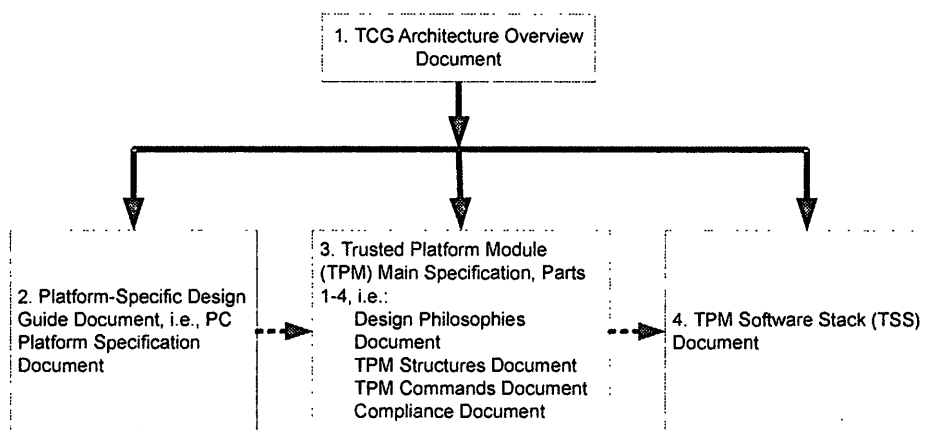 1. TCG Architecture Overview
Document
2. Platform-Specific Design
Guide Document, i.e., PC
Platform Specification
Document
3. Trusted Platform Module
(TPM) Main Specification, Parts
1-4, i.e.:
Design Philosophies
Document
TPM Structures Document
TPM Commands Document
Compliance Document
4. TPM Software Stack (TSS)
Document